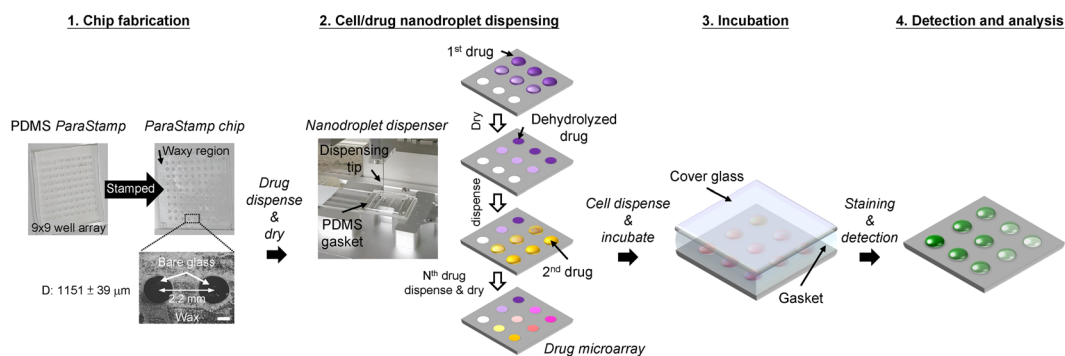 1. Chip fabrication
2. Cell/drug nanodroplet dispensing
3. Incubation
4. Detection and analysis
PDMS ParaStamp
ParaStamp chip
Waxy region
Stamped
9x9 well array
Bare glass
2.2 mm
Wax
D: 1151 ± 39 μm
Drug
dispense
&
dry
Nanodroplet dispenser
Dispensing
tip
PDMS
gasket
1st drug
Dry
Dehydrolyzed
drug
dispense
2nd drug
Nth drug
dispense & dry
Drug microarray
Cell dispense
&
incubate
Cover glass
Gasket
Staining
&
detection